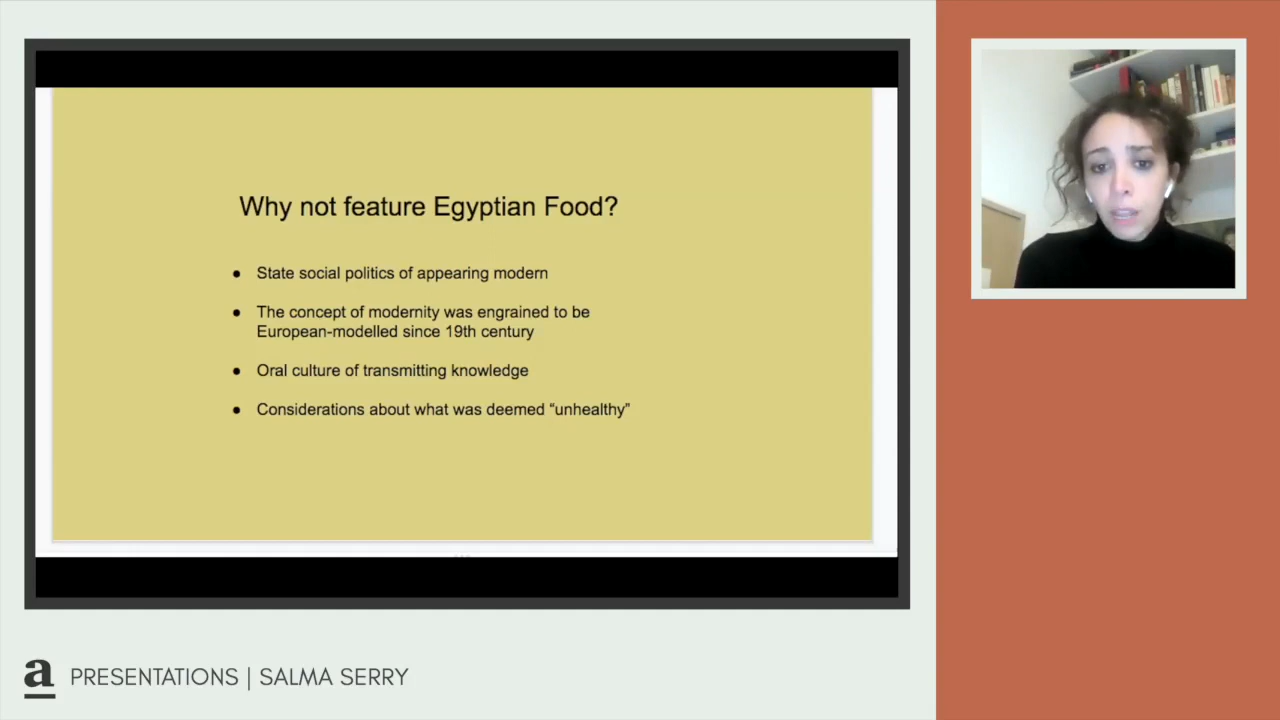 Why not feature Egyptian Food?
● State social politics of appearing modern
● The concept of modernity was engrained to be
European-modelled since 19th century
● Oral culture of transmitting knowledge
● Considerations about what was deemed “unhealthy”
a PRESENTATIONS | SALMA SERRY